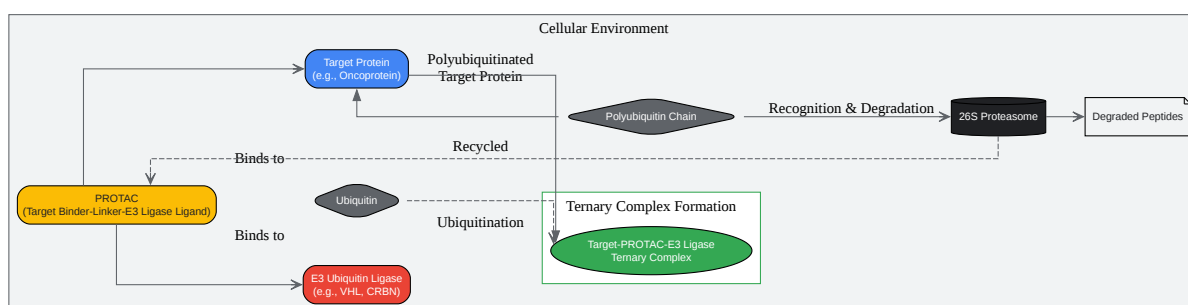 Cellular Environment
Target Protein
(e.g., Oncoprotein)
Polyubiquitinated
Target Protein
Polyubiquitin Chain
Recognition & Degradation
26S Proteasome
Degraded Peptides
Recycled
Binds to
PROTAC
(Target Binder-Linker-E3 Ligase Ligand)
Ubiquitin
Ubiquitination
Ternary Complex Formation
Target-PROTAC-E3 Ligase
Ternary Complex
Binds to
E3 Ubiquitin Ligase
(e.g., VHL, CRBN)